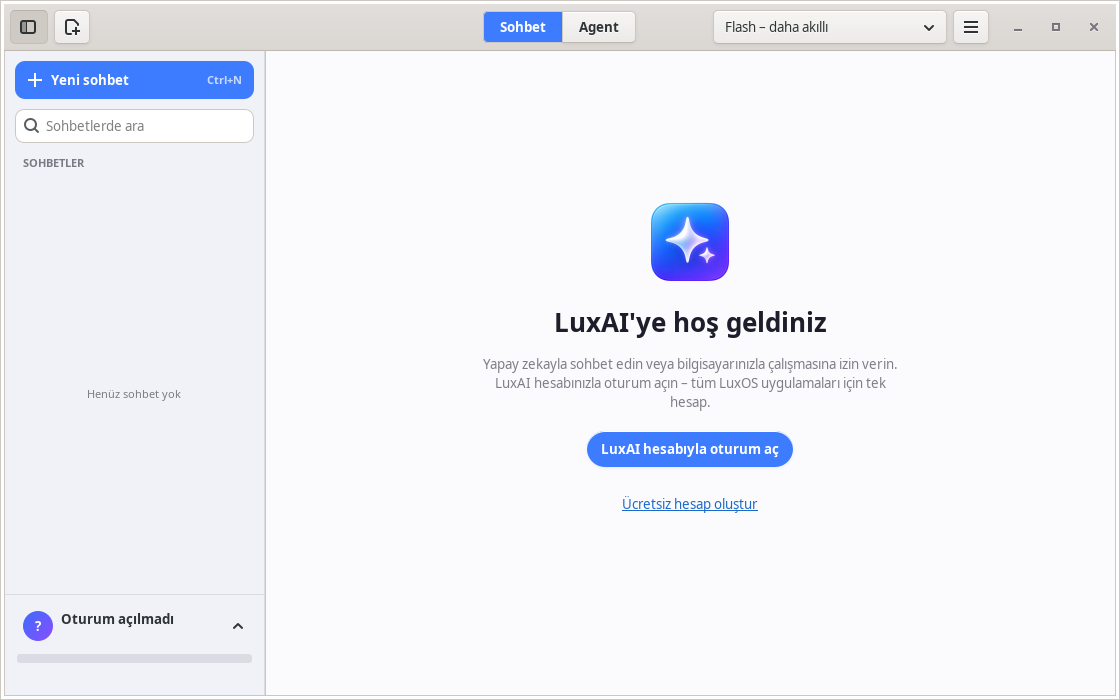 Sohbet
Agent
Flash – daha akıllı
Yeni sohbet
Ctrl+N
Sohbetlerde ara
SOHBETLER
Henüz sohbet yok
LuxAI'ye hoş geldiniz
Yapay zekayla sohbet edin veya bilgisayarınızla çalışmasına izin verin.
LuxAI hesabınızla oturum açın – tüm LuxOS uygulamaları için tek
hesap.
LuxAI hesabıyla oturum aç
Ücretsiz hesap oluştur
?
Oturum açılmadı